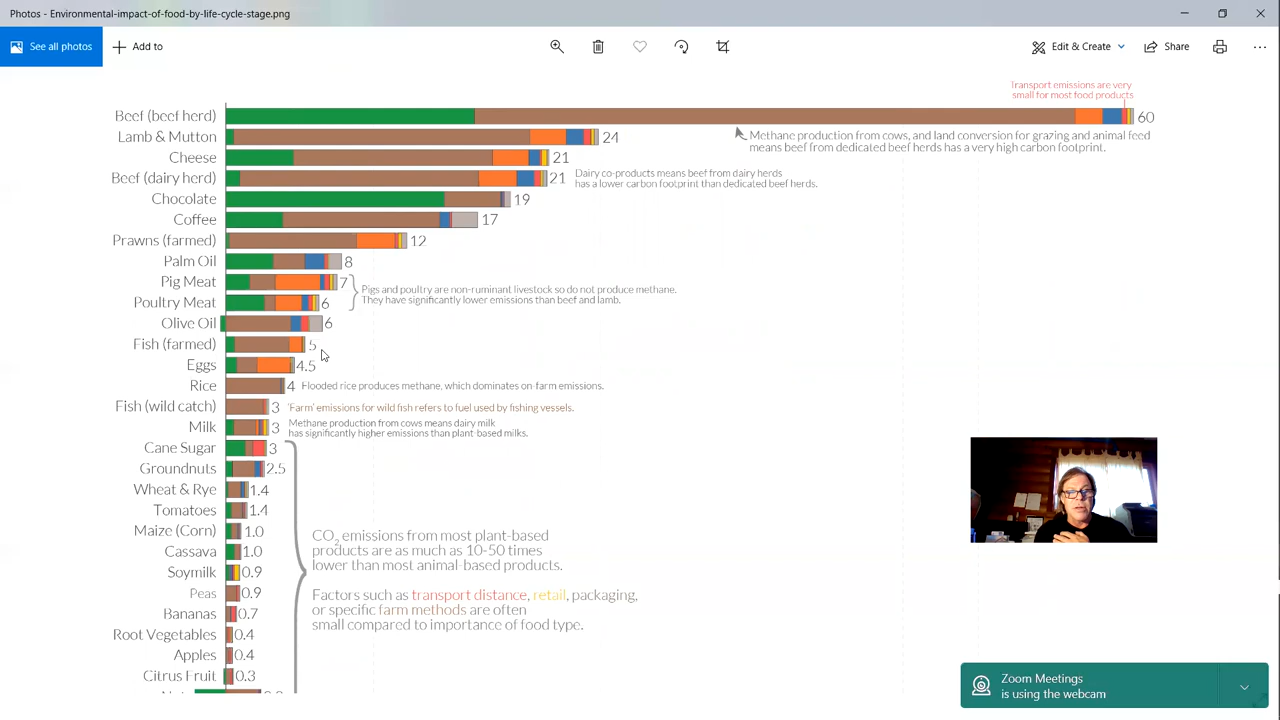 Photos - Environmental-impact-of-food-by-life-cycle-stage.png
See all photos
Add to
Edit & Create
Share
Transport emissions are very
small for most food products
Beef (beef herd) 60
Methane production from cows, and land conversion for grazing and animal feed
means beef from dedicated beef herds has a very high carbon footprint.
Lamb & Mutton 24
Cheese 21
Beef (dairy herd) 21
Dairy co-products means beef from dairy herds
has a lower carbon footprint than dedicated beef herds.
Chocolate 19
Coffee 17
Prawns (farmed) 12
Palm Oil 8
Pig Meat 7
Pigs and poultry are non-ruminant livestock so do not produce methane.
They have significantly lower emissions than beef and lamb.
Poultry Meat 6
Olive Oil 6
Fish (farmed) 5
Eggs 4.5
Rice 4 Flooded rice produces methane, which dominates on-farm emissions.
Fish (wild catch) 3 'Farm' emissions for wild fish refers to fuel used by fishing vessels.
Milk 3
Methane production from cows means dairy milk
has significantly higher emissions than plant-based milks.
Cane Sugar 3
Groundnuts 2.5
Wheat & Rye 1.4
Tomatoes 1.4
Maize (Corn) 1.0
Cassava 1.0
Soymilk 0.9
Peas 0.9
Bananas 0.7
Root Vegetables 0.4
Apples 0.4
Citrus Fruit 0.3
CO2 emissions from most plant-based
products are as much as 10-50 times
lower than most animal-based products.
Factors such as transport distance, retail, packaging,
or specific farm methods are often
small compared to importance of food type.
Zoom Meetings
is using the webcam